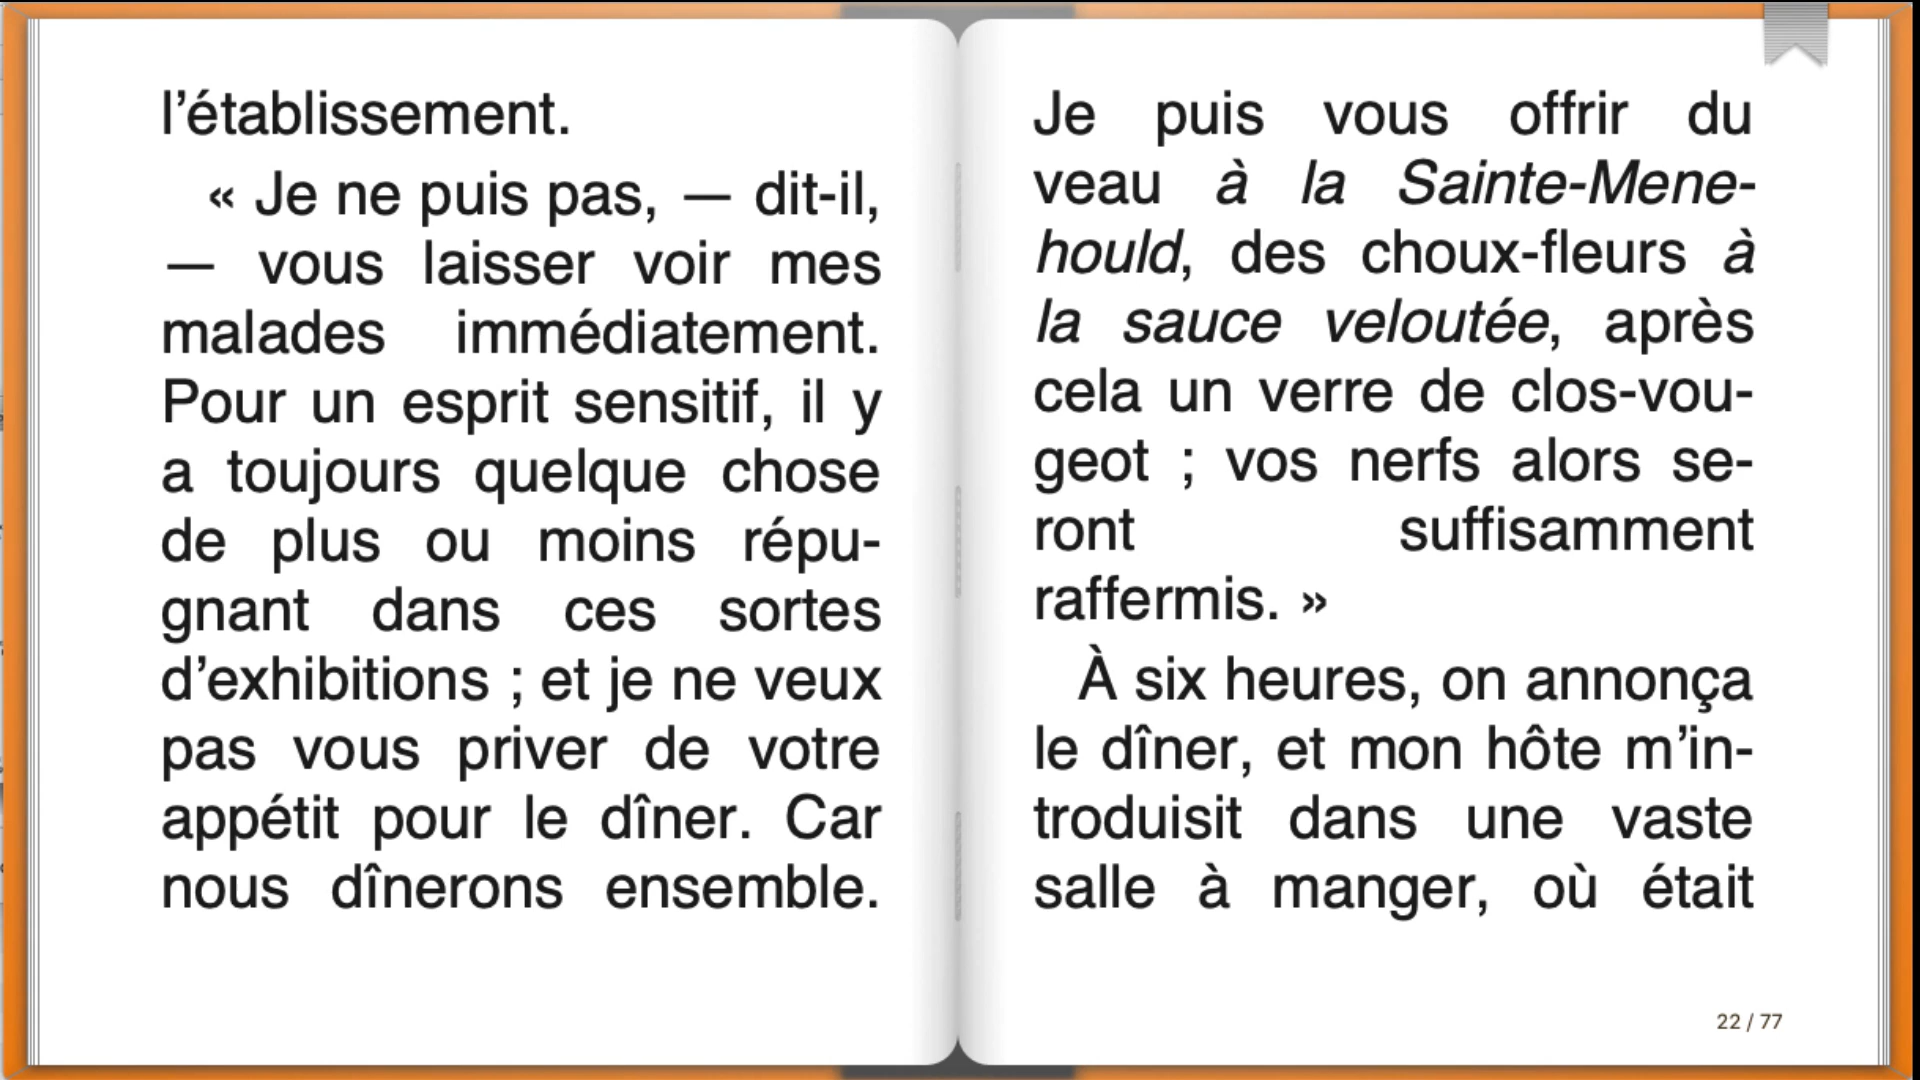 l’établissement.
« Je ne puis pas, — dit-il,
— vous laisser voir mes
malades immédiatement.
Pour un esprit sensitif, il y
a toujours quelque chose
de plus ou moins répu-
gnant dans ces sortes
d’exhibitions ; et je ne veux
pas vous priver de votre
appétit pour le dîner. Car
nous dînerons ensemble.
Je puis vous offrir du
veau à la Sainte-Mene-
hould, des choux-fleurs à
la sauce veloutée, après
cela un verre de clos-vou-
geot ; vos nerfs alors se-
ront suffisamment
raffermis. »
À six heures, on annonça
le dîner, et mon hôte m’in-
troduisit dans une vaste
salle à manger, où était
22 / 77